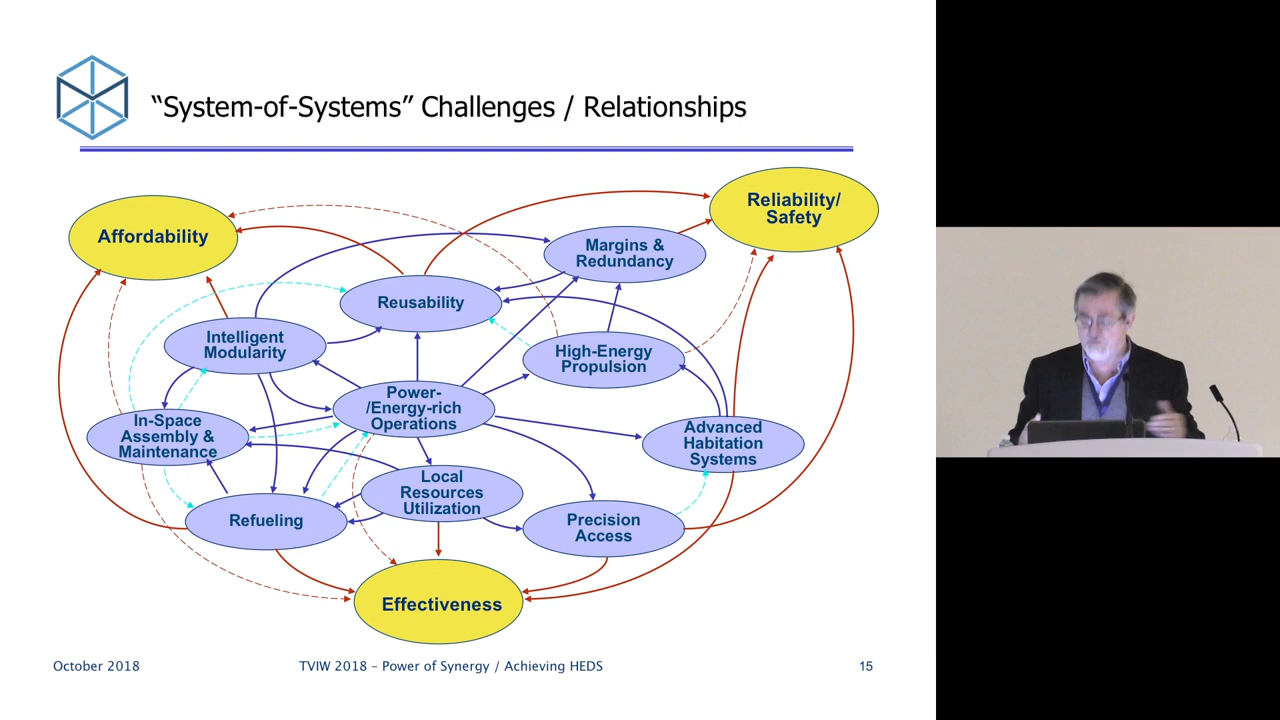 “System-of-Systems” Challenges / Relationships
Affordability
Reliability/
Safety
Margins &
Redundancy
Reusability
Intelligent
Modularity
High-Energy
Propulsion
Power-
/Energy-rich
Operations
In-Space
Assembly &
Maintenance
Advanced
Habitation
Systems
Local
Resources
Utilization
Refueling
Precision
Access
Effectiveness
October 2018
TVIW 2018 – Power of Synergy / Achieving HEDS
15